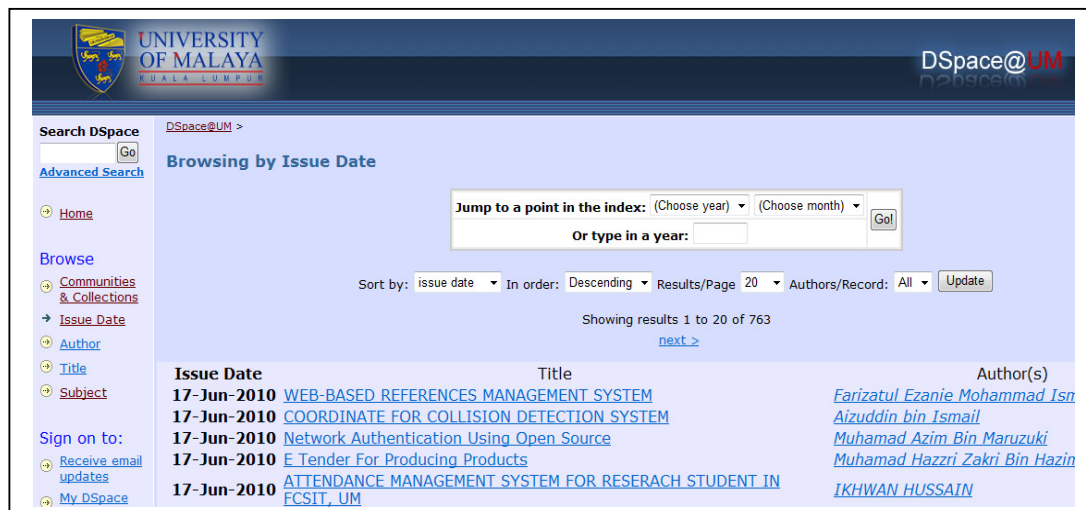 UNIVERSITY
OF MALAYA
KUALA LUMPUR
DSpace@UM
Search DSpace
Go
Advanced Search
Home
Browse
Communities
& Collections
Issue Date
Author
Title
Subject
Sign on to:
Receive email
updates
My DSpace
DSpace@UM >
Browsing by Issue Date
Jump to a point in the index: (Choose year) (Choose month) Go!
Or type in a year:
Sort by: issue date In order: Descending Results/Page 20 Authors/Record: All Update
Showing results 1 to 20 of 763
next >
Issue Date Title Author(s)
17-Jun-2010 WEB-BASED REFERENCES MANAGEMENT SYSTEM Farizatul Ezanie Mohammad Ism
17-Jun-2010 COORDINATE FOR COLLISION DETECTION SYSTEM Aizuddin bin Ismail
17-Jun-2010 Network Authentication Using Open Source Muhamad Azim Bin Maruzuki
17-Jun-2010 E Tender For Producing Products Muhamad Hazzri Zakri Bin Hazim
17-Jun-2010 ATTENDANCE MANAGEMENT SYSTEM FOR RESERACH STUDENT IN
FCSIT, UM IKHWAN HUSSAIN